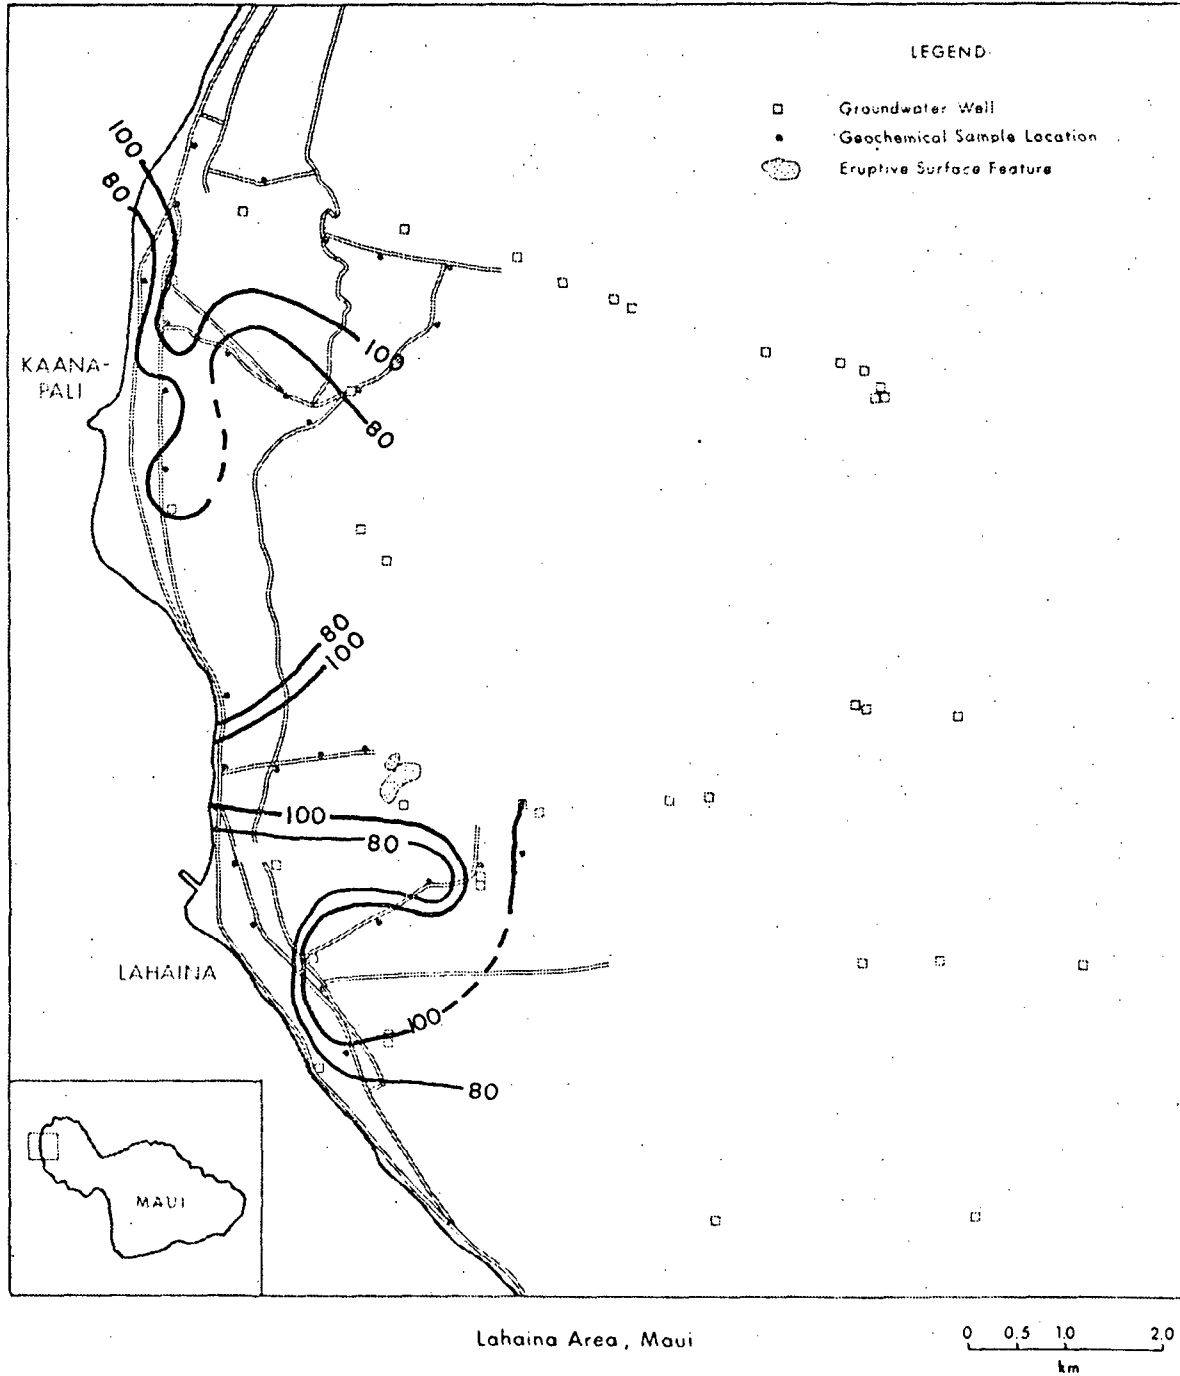 LEGEND
Groundwater Well
Geochemical Sample Location
Eruptive Surface Feature
100
80
KAANA-
PALI
100
80
80
100
100
80
LAHAINA
100
80
MAUI
Lahaina Area, Maui
0 0.5 1.0 2.0
km